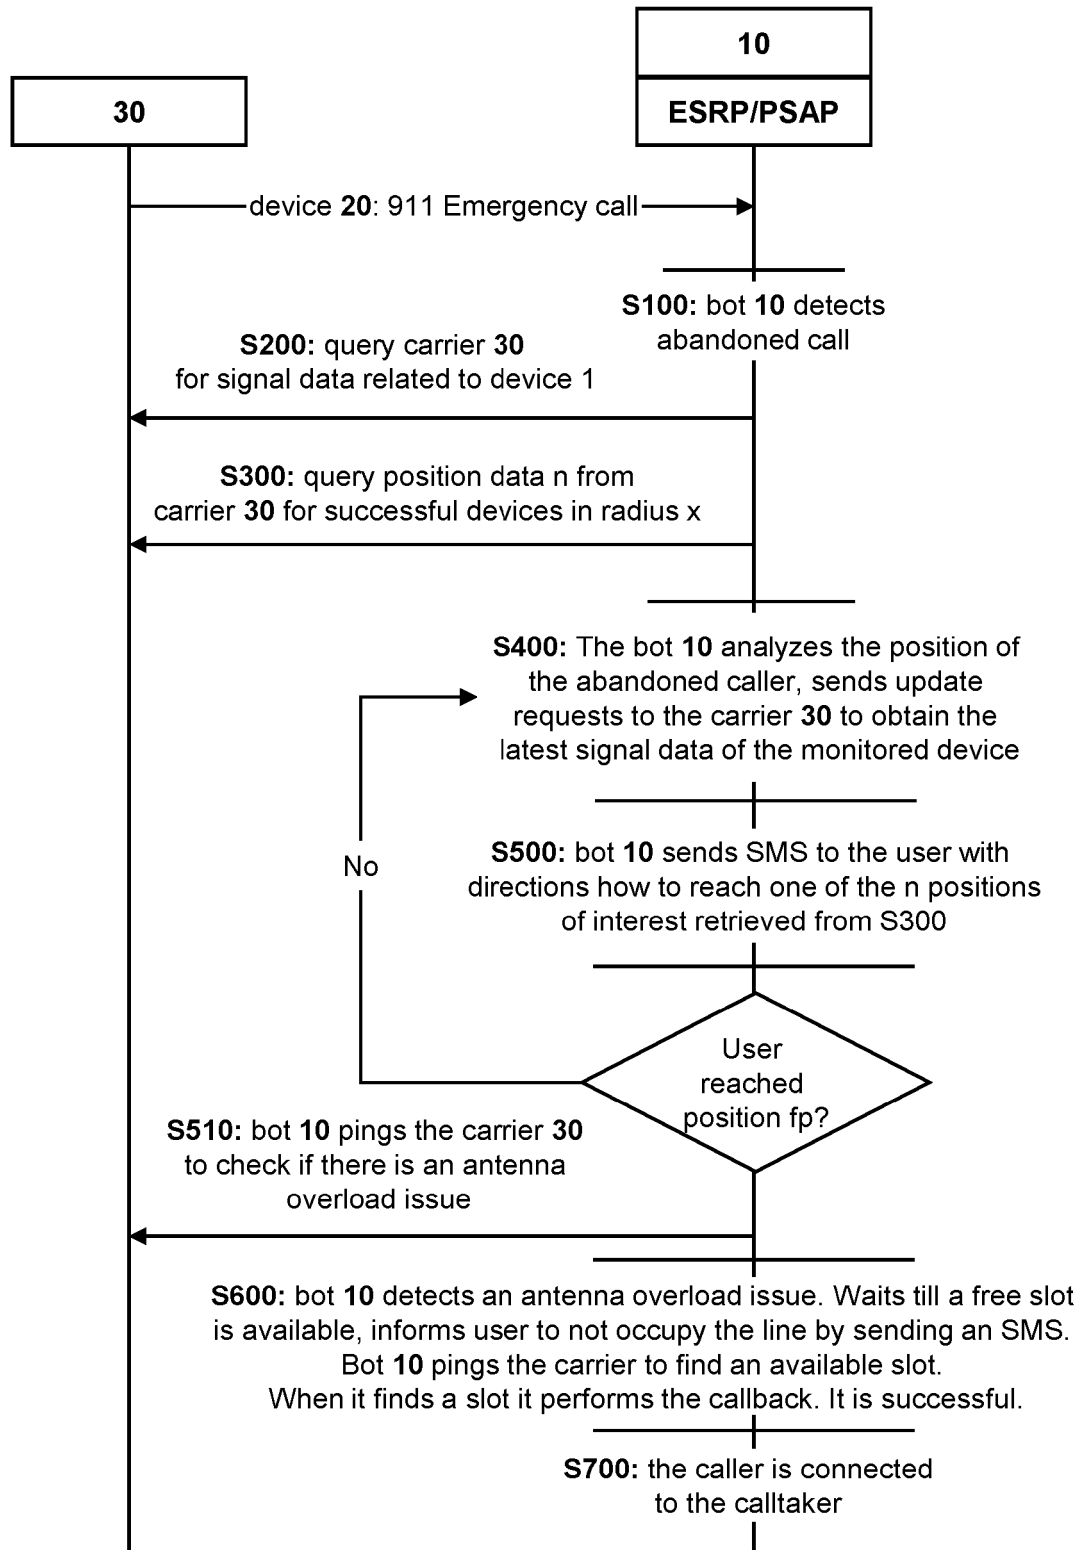 10
30
ESRP/PSAP
device 20: 911 Emergency call
S100: bot 10 detects
abandoned call
S200: query carrier 30
for signal data related to device 1
S300: query position data n from
carrier 30 for successful devices in radius x
S400: The bot 10 analyzes the position of
the abandoned caller, sends update
requests to the carrier 30 to obtain the
latest signal data of the monitored device
No
S500: bot 10 sends SMS to the user with
directions how to reach one of the n positions
of interest retrieved from S300
User
reached
position fp?
S510: bot 10 pings the carrier 30
to check if there is an antenna
overload issue
S600: bot 10 detects an antenna overload issue. Waits till a free slot
is available, informs user to not occupy the line by sending an SMS.
Bot 10 pings the carrier to find an available slot.
When it finds a slot it performs the callback. It is successful.
S700: the caller is connected
to the calltaker